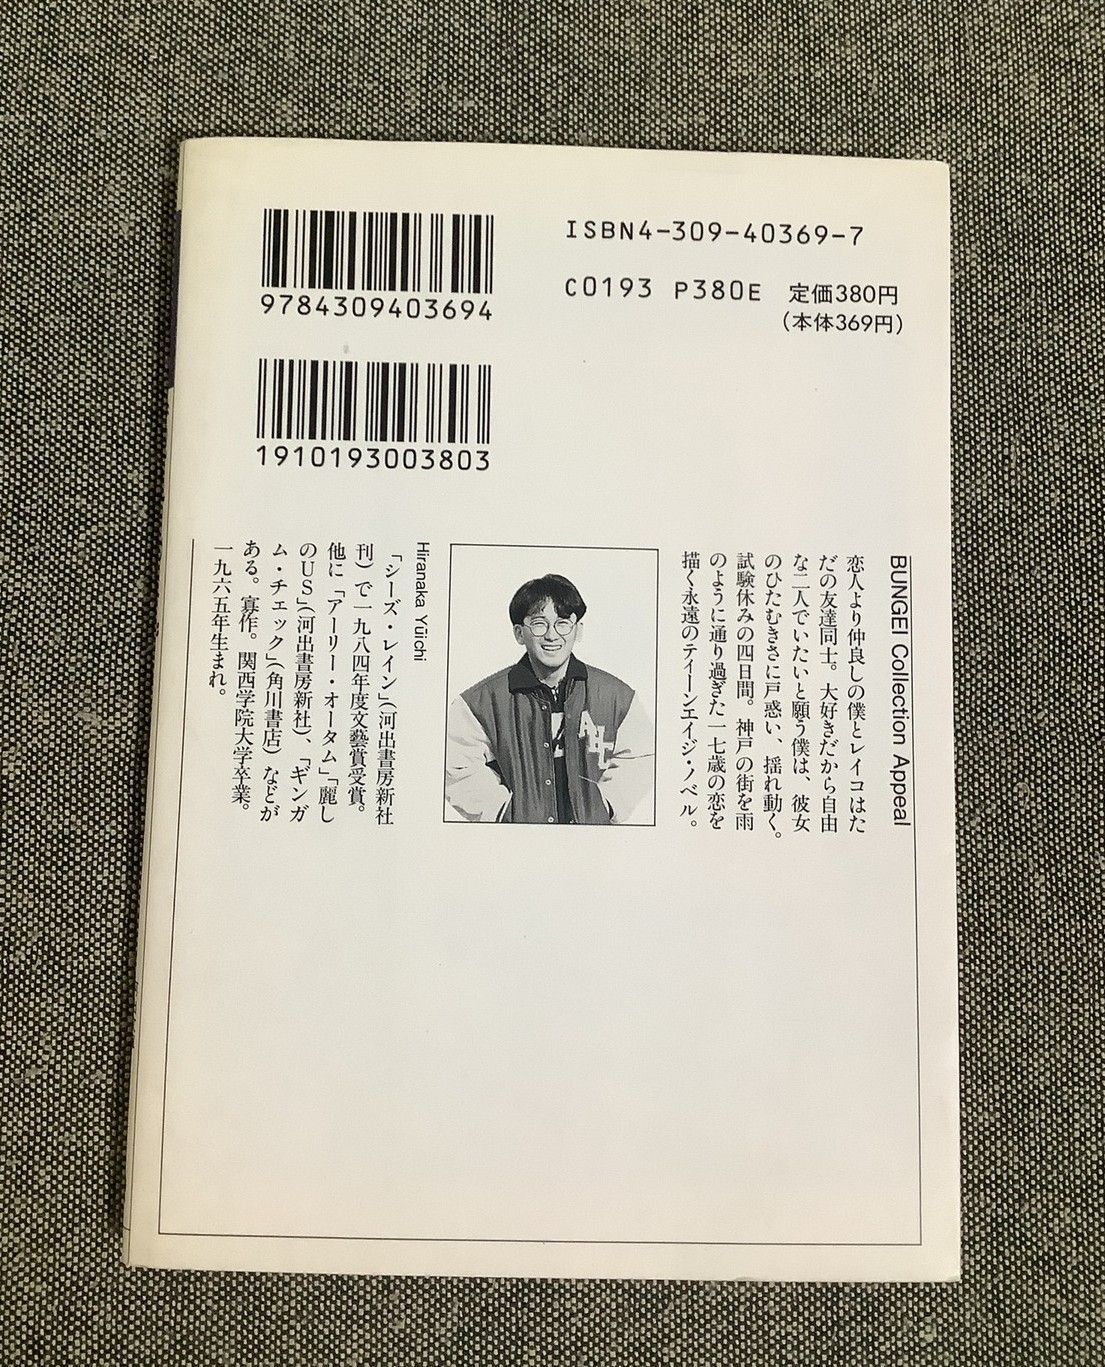 9784309403694
1910193003803
ISBN4-309-40369-7
C0193 P380E 定価380円
(本体369円)
BUNGEI Collection Appeal
恋人より仲良しの僕とレイコはた
だの友達同士。大好きだから自由
な二人でいたいと願う僕は、彼女
のひたむきさに戸惑い、揺れ動く。
試験休みの四日間。神戸の街を雨
のように通り過ぎた一七歳の恋を
描く永遠のティーンエイジ・ノベル。
Hiranaka Yūichi
「シーズ・レイン」(河出書房新社
刊)で一九八四年度文藝賞受賞。
他に「アーリー・オータム」「麗し
のUS」(河出書房新社)、「ギンガ
ム・チェック」(角川書店)などが
ある。寡作。関西学院大学卒業。
一九六五年生まれ。